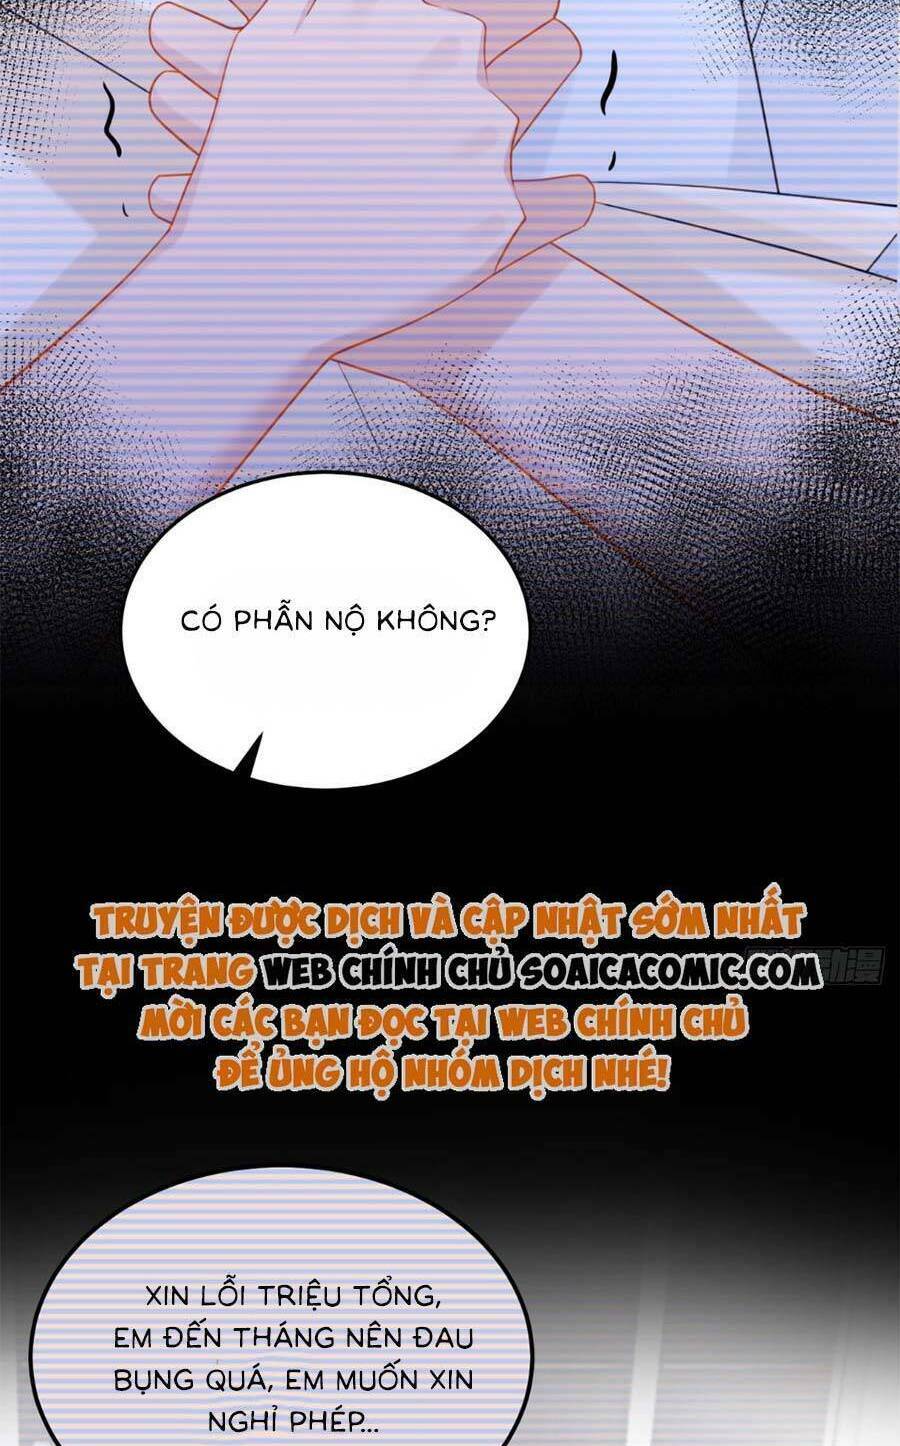 CÓ PHẪN NỘ KHÔNG?
TRUYỆN ĐƯỢC DỊCH VÀ CẬP NHẬT SỚM NHẤT
TẠI TRANG WEB CHÍNH CHỦ SOAICACOMIC.COM
MỜI CÁC BẠN ĐỌC TẠI WEB CHÍNH CHỦ
ĐỂ ỦNG HỘ NHÓM DỊCH NHÉ!
XIN LỖI TRIỆU TỔNG,
EM ĐẾN THÁNG NÊN ĐAU
BỤNG QUÁ, EM MUỐN XIN
NGHỈ PHÉP...